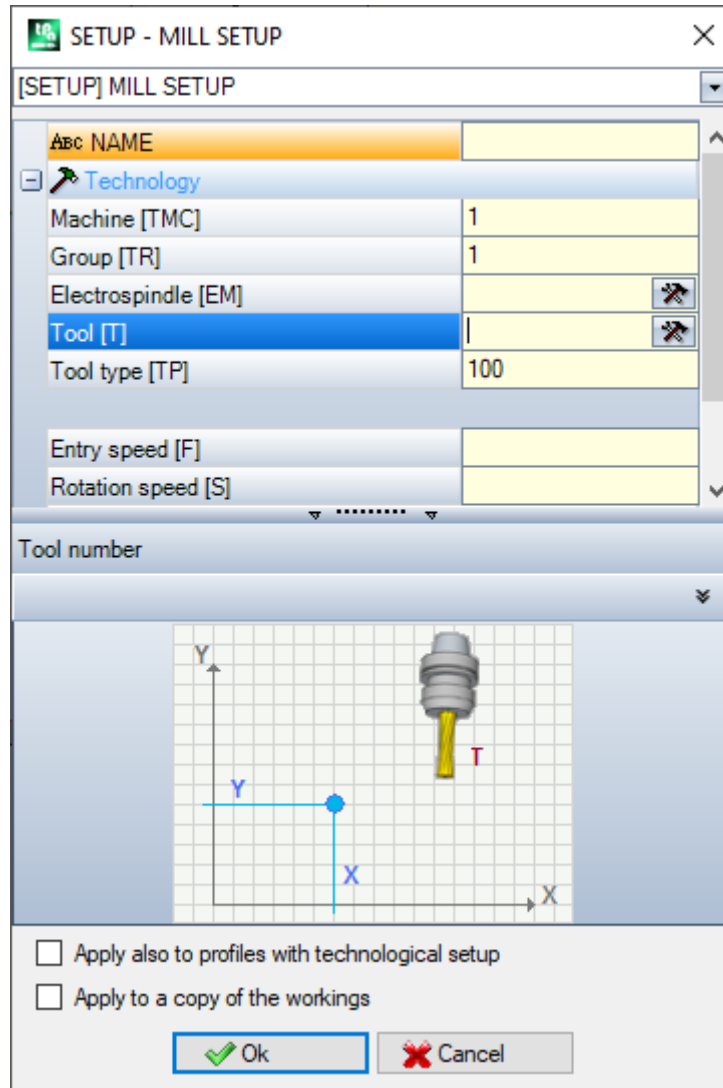 SETUP - MILL SETUP
[SETUP] MILL SETUP
ABC NAME
Technology
Machine [TMC] 1
Group [TR] 1
Electrospindle [EM]
Tool [T]
Tool type [TP] 100
Entry speed [F]
Rotation speed [S]
Tool number
Y
T
Y
X
X
Apply also to profiles with technological setup
Apply to a copy of the workings
Ok Cancel